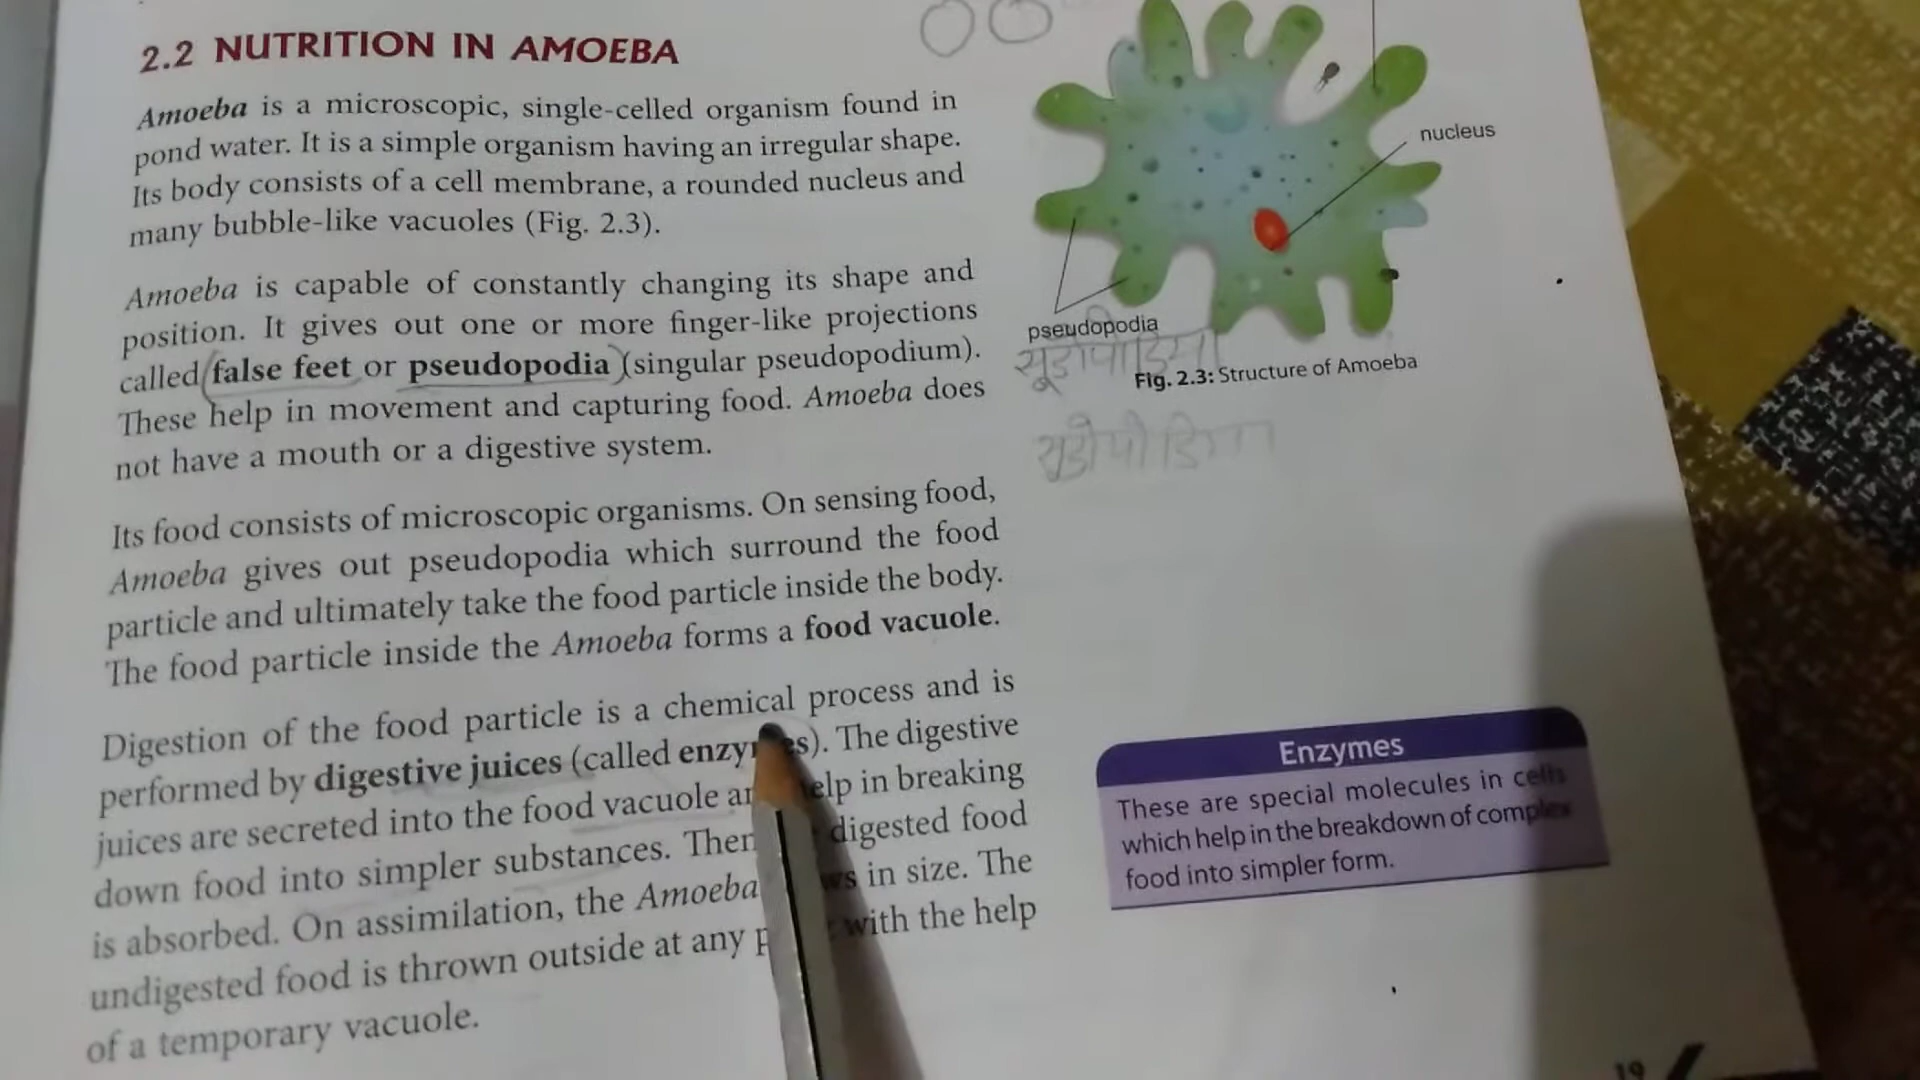 2.2 NUTRITION IN AMOEBA
Amoeba is a microscopic, single-celled organism found in
pond water. It is a simple organism having an irregular shape.
Its body consists of a cell membrane, a rounded nucleus and
many bubble-like vacuoles (Fig. 2.3).
Amoeba is capable of constantly changing its shape and
position. It gives out one or more finger-like projections
called false feet or pseudopodia (singular pseudopodium).
These help in movement and capturing food. Amoeba does
not have a mouth or a digestive system.
Its food consists of microscopic organisms. On sensing food,
Amoeba gives out pseudopodia which surround the food
particle and ultimately take the food particle inside the body.
The food particle inside the Amoeba forms a food vacuole.
Digestion of the food particle is a chemical process and is
performed by digestive juices (called enzymes). The digestive
juices are secreted into the food vacuole help in breaking
down food into simpler substances. digested food
is absorbed. On assimilation, the Amoeba in size. The
undigested food is thrown outside at any with the help
of a temporary vacuole.
nucleus
pseudopodia
सूडोपोडिया
Fig. 2.3: Structure of Amoeba
Enzymes
These are special molecules in cells
which help in the breakdown of complex
food into simpler form.
19